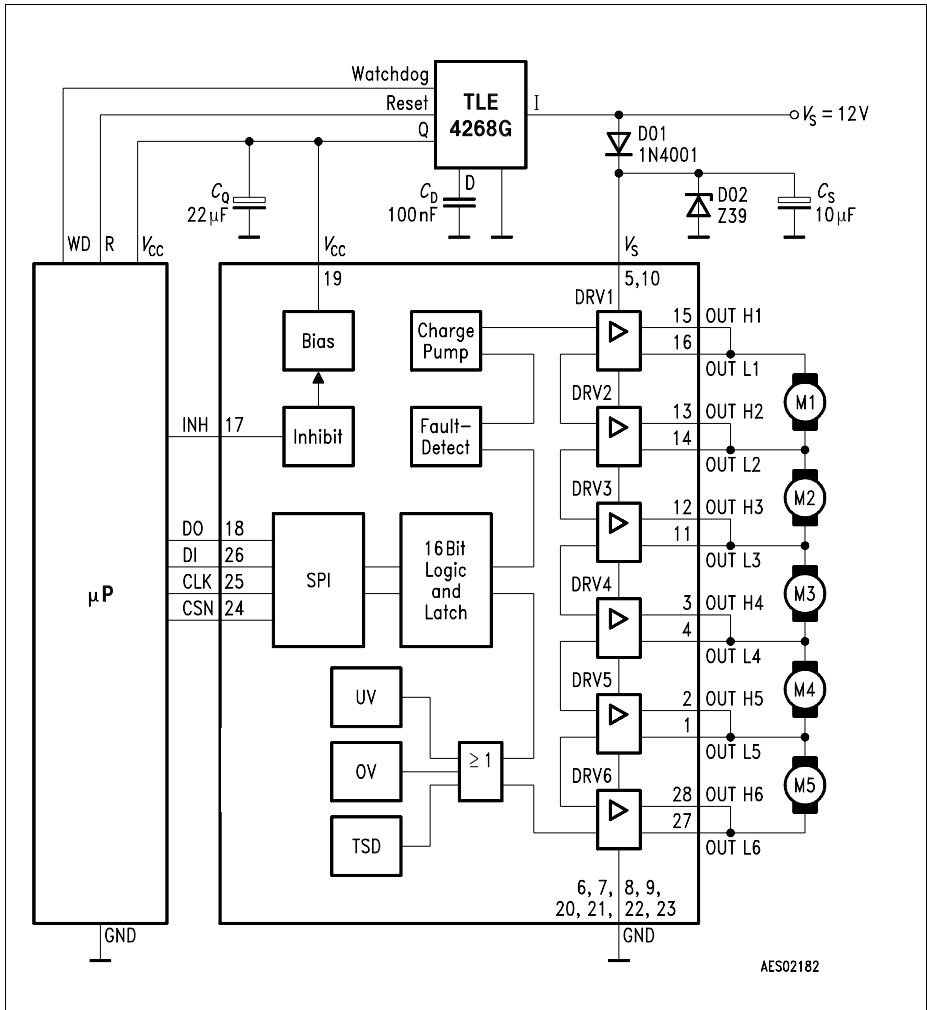 Watchdog
TLE
4268G
Reset
I
V_S = 12V
Q
D01
1N4001
C_Q
22µF
C_D
100nF
D
D02
Z39
C_S
10µF
WD
R
V_CC
V_CC
V_S
19
5,10
Bias
Charge
Pump
DRV1
15
OUT H1
16
OUT L1
M1
INH
17
Inhibit
Fault-
Detect
DRV2
13
OUT H2
14
OUT L2
M2
DRV3
12
OUT H3
11
OUT L3
µP
DO
18
DI
26
CLK
25
CSN
24
SPI
16Bit
Logic
and
Latch
M3
DRV4
3
OUT H4
4
OUT L4
M4
UV
DRV5
2
OUT H5
1
OUT L5
OV
≥1
M5
TSD
DRV6
28
OUT H6
27
OUT L6
6, 7, 8, 9,
20, 21, 22, 23
GND
GND
AES02182